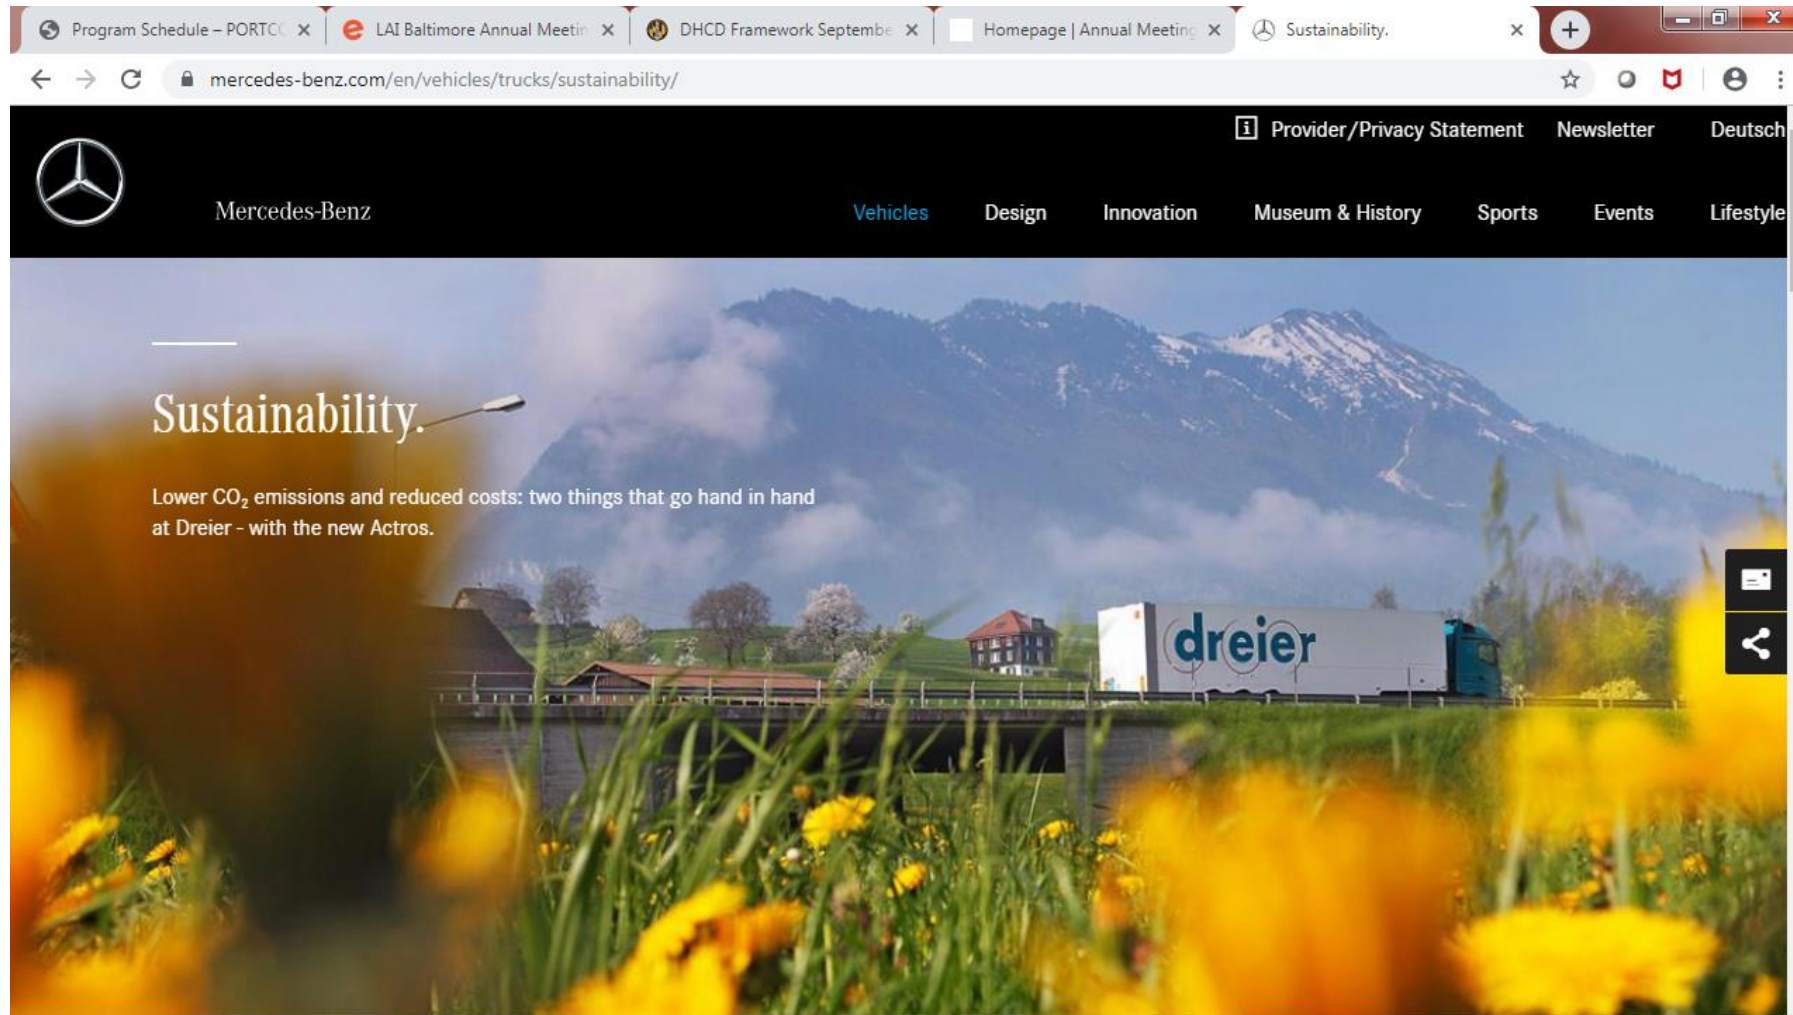 Program Schedule – PORTCO
LAI Baltimore Annual Meetin
DHCD Framework Septembe
Homepage | Annual Meeting
Sustainability.
mercedes-benz.com/en/vehicles/trucks/sustainability/
Provider/Privacy Statement Newsletter Deutsch
Mercedes-Benz
Vehicles Design Innovation Museum & History Sports Events Lifestyle
Sustainability.
Lower CO₂ emissions and reduced costs: two things that go hand in hand
at Dreier - with the new Actros.
dreier